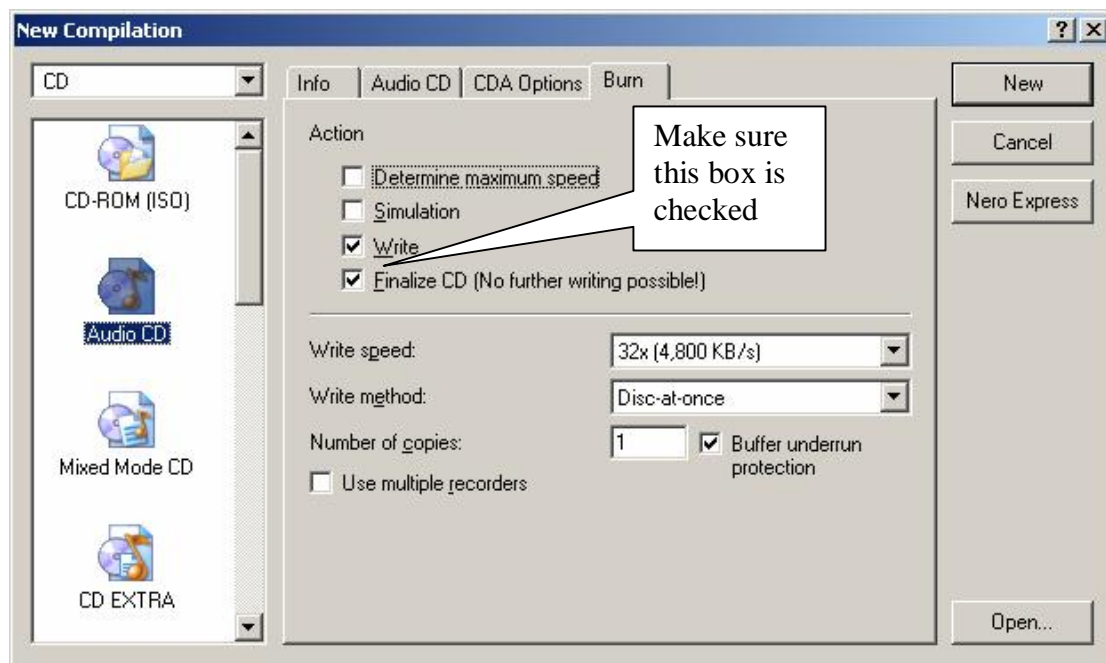 New Compilation
CD
CD-ROM (ISO)
Audio CD
Mixed Mode CD
CD EXTRA
Info
Audio CD
CDA Options
Burn
Action
Determine maximum speed
Simulation
Write
Finalize CD (No further writing possible!)
Make sure
this box is
checked
Write speed:
32x (4,800 KB/s)
Write method:
Disc-at-once
Number of copies:
1
Buffer underrun
protection
Use multiple recorders
New
Cancel
Nero Express
Open...